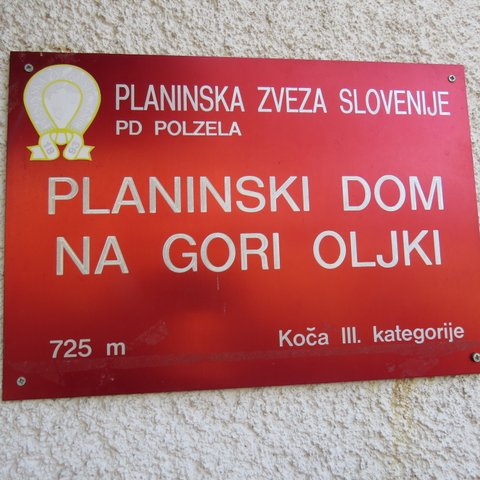 PLANINSKA ZVEZA SLOVENIJE
PD POLZELA
PLANINSKI DOM
NA GORI OLJKI
725 m
Koča III. kategorije